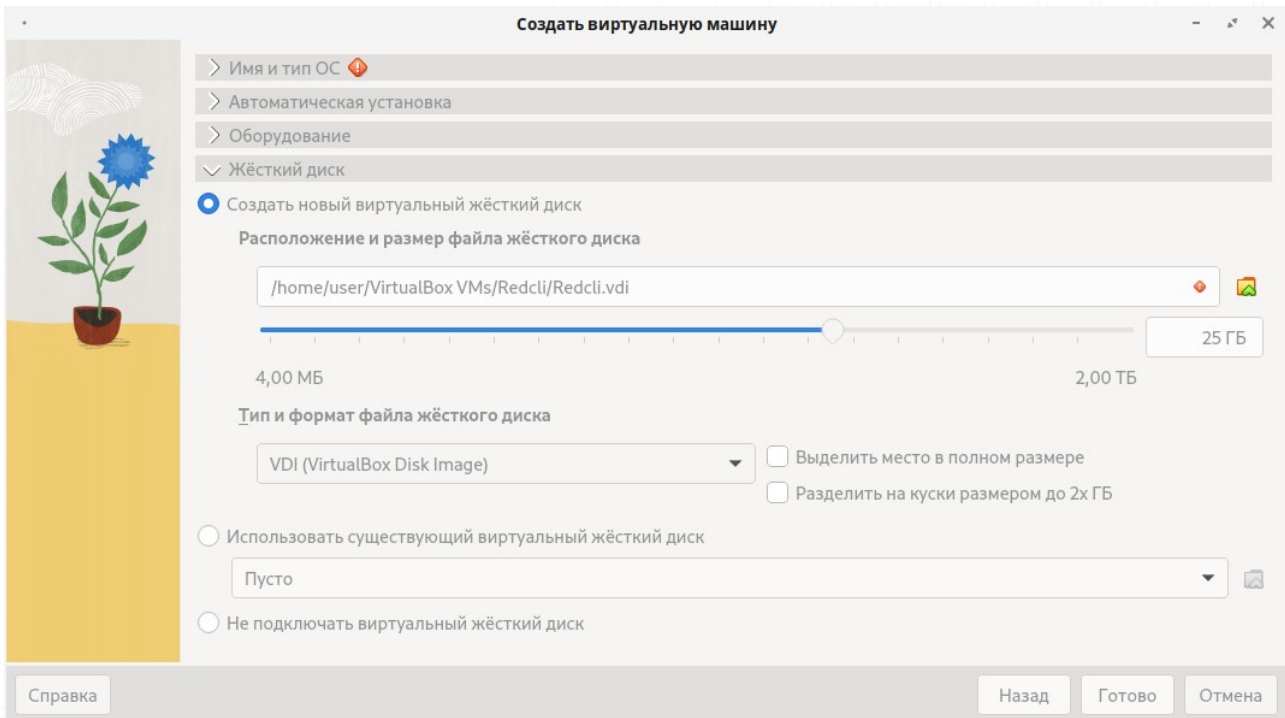 Создать виртуальную машину
Имя и тип ОС
Автоматическая установка
Оборудование
Жёсткий диск
Создать новый виртуальный жёсткий диск
Расположение и размер файла жёсткого диска
/home/user/VirtualBox VMs/Redcli/Redcli.vdi
25 ГБ
4,00 МБ 2,00 ТБ
Тип и формат файла жёсткого диска
VDI (VirtualBox Disk Image)
Выделить место в полном размере
Разделить на куски размером до 2х ГБ
Использовать существующий виртуальный жёсткий диск
Пусто
Не подключать виртуальный жёсткий диск
Справка Назад Готово Отмена